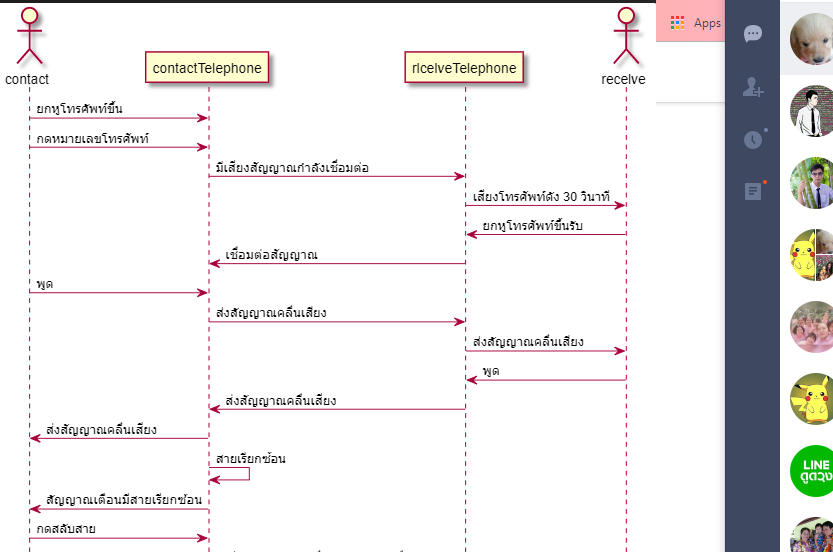 contact
contactTelephone
riceiveTelephone
receive
Apps
ยกหูโทรศัพท์ขึ้น
กดหมายเลขโทรศัพท์
มีเสียงสัญญาณกำลังเชื่อมต่อ
เสียงโทรศัพท์ดัง 30 วินาที
ยกหูโทรศัพท์ขึ้นรับ
เชื่อมต่อสัญญาณ
พูด
ส่งสัญญาณคลื่นเสียง
ส่งสัญญาณคลื่นเสียง
พูด
ส่งสัญญาณคลื่นเสียง
ส่งสัญญาณคลื่นเสียง
สายเรียกซ้อน
สัญญาณเตือนมีสายเรียกซ้อน
กดสลับสาย
LINE
ดูดวง